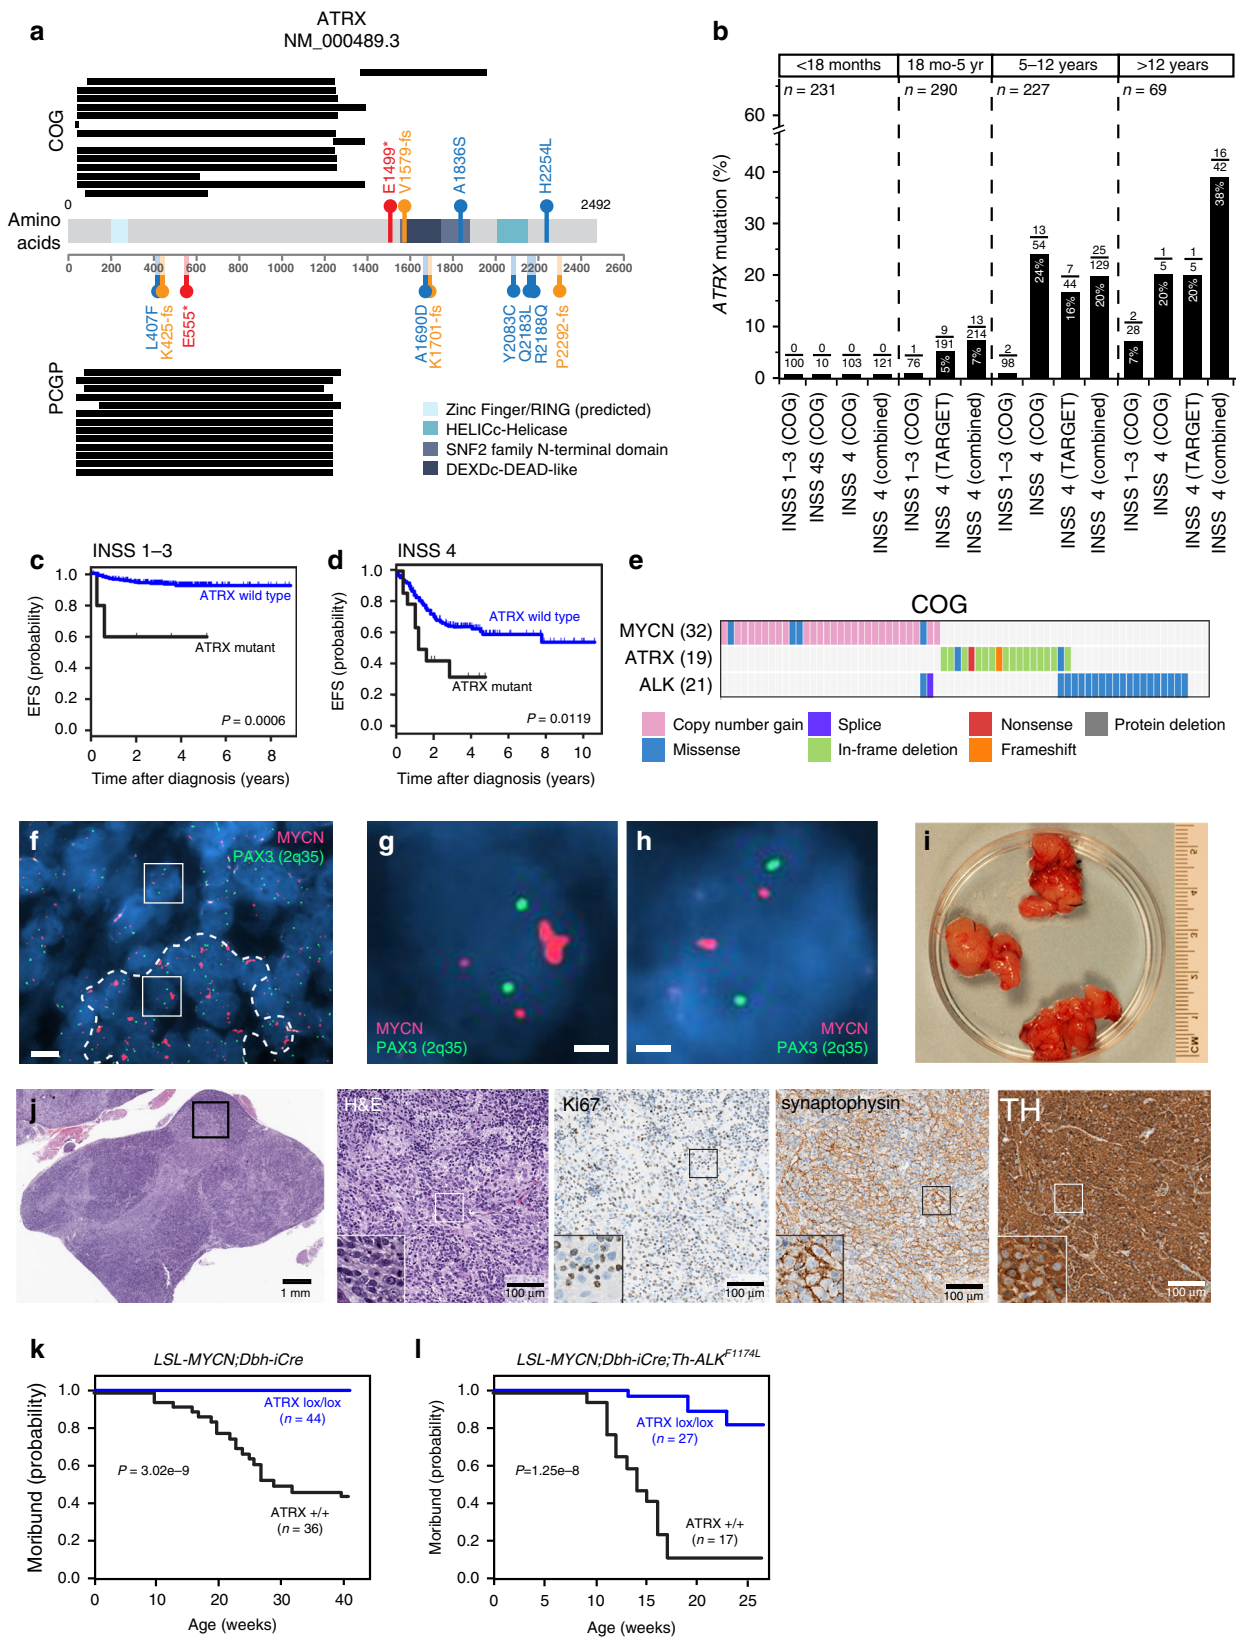 a
ATRX
NM_000489.3
COG
E1499*
V1579-fs
A1836S
H2254L
0
2492
Amino
acids
0 200 400 600 800 1000 1200 1400 1600 1800 2000 2200 2400 2600
L407F
K425-fs
E555*
A1690D
K1701-fs
Y2083C
Q2183L
R2188Q
P2292-fs
PCGP
Zinc Finger/RING (predicted)
HELICc-Helicase
SNF2 family N-terminal domain
DEXDc-DEAD-like
b
<18 months 18 mo-5 yr 5–12 years >12 years
n = 231 n = 290 n = 227 n = 69
ATRX mutation (%)
60
40
30
20
10
0
0/100 0/10 0/103 0/121 1/76 9/191 13/214 2/98 13/54 7/44 25/129 2/28 1/5 1/5 16/42
5% 7% 24% 16% 20% 7% 20% 20% 38%
INSS 1–3 (COG)
INSS 4S (COG)
INSS 4 (COG)
INSS 4 (combined)
INSS 1–3 (COG)
INSS 4 (TARGET)
INSS 4 (combined)
INSS 1–3 (COG)
INSS 4 (COG)
INSS 4 (TARGET)
INSS 4 (combined)
INSS 1–3 (COG)
INSS 4 (COG)
INSS 4 (TARGET)
INSS 4 (combined)
c
INSS 1–3
EFS (probability)
1.0
0.8
0.6
0.4
0.2
0.0
ATRX wild type
ATRX mutant
P = 0.0006
0 2 4 6 8
Time after diagnosis (years)
d
INSS 4
EFS (probability)
1.0
0.8
0.6
0.4
0.2
0.0
ATRX wild type
ATRX mutant
P = 0.0119
0 2 4 6 8 10
Time after diagnosis (years)
e
COG
MYCN (32)
ATRX (19)
ALK (21)
Copy number gain Splice Nonsense Protein deletion
Missense In-frame deletion Frameshift
f
MYCN
PAX3 (2q35)
g
MYCN
PAX3 (2q35)
h
MYCN
PAX3 (2q35)
i
5
4
3
2
1
CM
j
1 mm
H&E
100 µm
Ki67
100 µm
synaptophysin
100 µm
TH
100 µm
k
LSL-MYCN;Dbh-iCre
Moribund (probability)
1.0
0.8
0.6
0.4
0.2
0.0
ATRX lox/lox
(n = 44)
P = 3.02e–9
ATRX +/+
(n = 36)
0 10 20 30 40
Age (weeks)
l
LSL-MYCN;Dbh-iCre;Th-ALK^F1174L
Moribund (probability)
1.0
0.8
0.6
0.4
0.2
0.0
ATRX lox/lox
(n = 27)
P=1.25e–8
ATRX +/+
(n = 17)
0 5 10 15 20 25
Age (weeks)